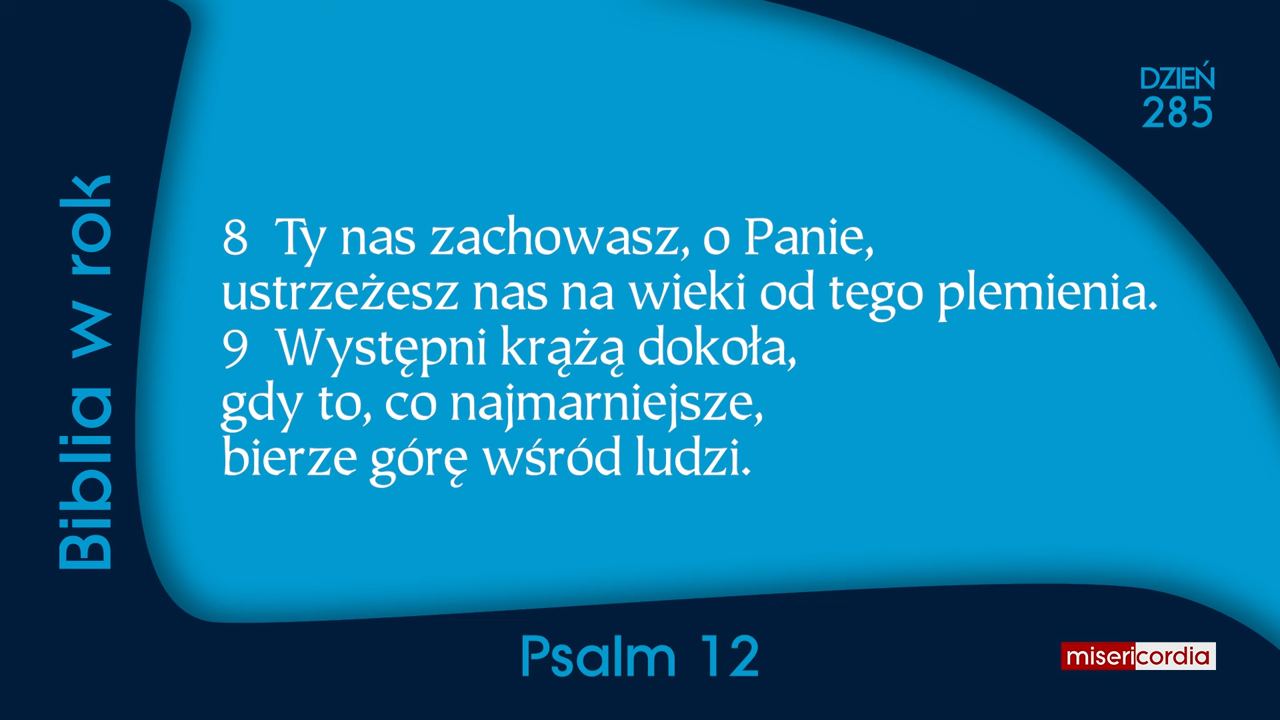 DZIEŃ
285
Biblia w rok
8 Ty nas zachowasz, o Panie,
ustrzeżesz nas na wieki od tego plemienia.
9 Występni krążą dokoła,
gdy to, co najmarniejsze,
bierze górę wśród ludzi.
Psalm 12
misericordia